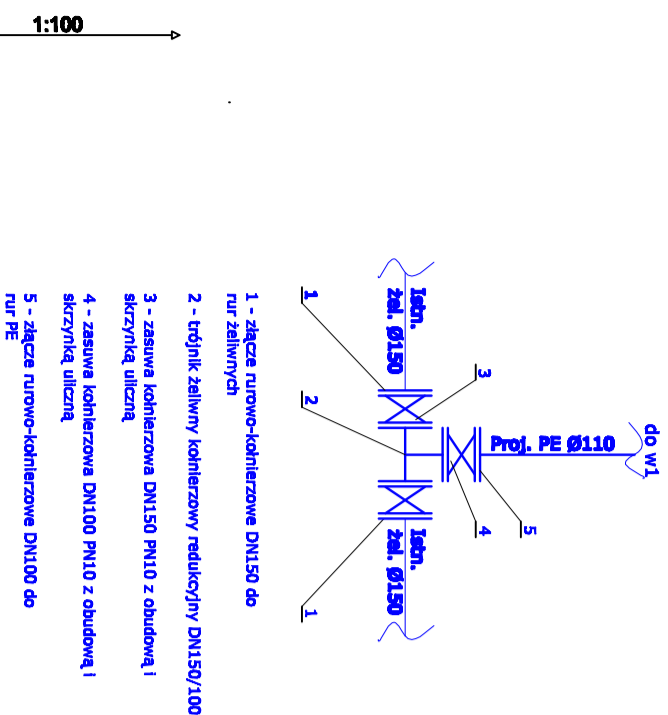 1:100
do w1
Proj. PE Ø110
Istn.
żel. Ø150
Istn.
żel. Ø150
1
2
3
4
5
1
1 - złącze rurowo-kołnierzowe DN150 do
rur żeliwnych
2 - trójnik żeliwny kołnierzowy redukcyjny DN150/100
3 - zasuwa kołnierzowa DN150 PN10 z obudową i
skrzynką uliczną
4 - zasuwa kołnierzowa DN100 PN10 z obudową i
skrzynką uliczną
5 - złącze rurowo-kołnierzowe DN100 do
rur PE